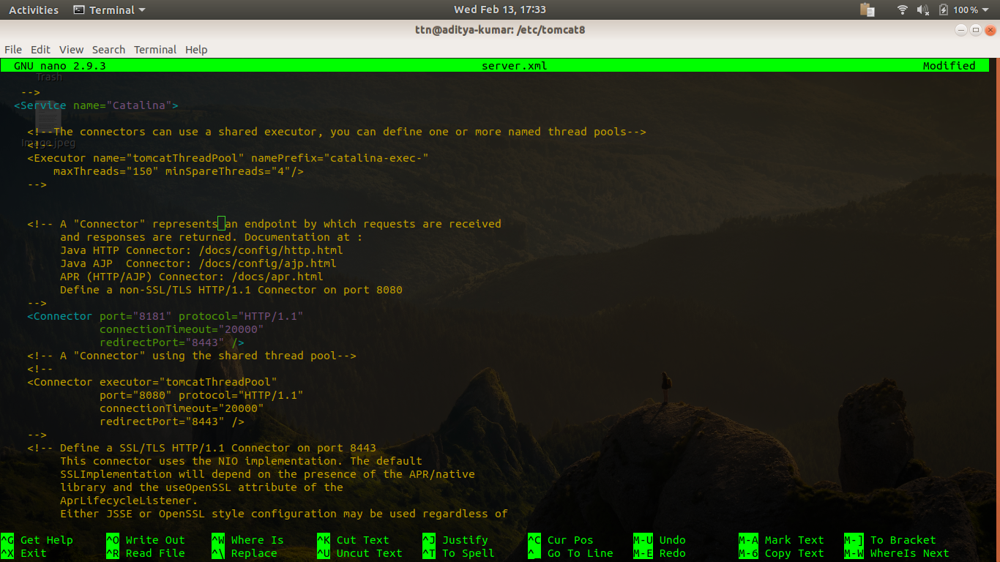 Activities Terminal Wed Feb 13, 17:33 100 %
ttn@aditya-kumar: /etc/tomcat8
File Edit View Search Terminal Help
GNU nano 2.9.3 server.xml Modified
Trash
-->
<Service name="Catalina">
<!--The connectors can use a shared executor, you can define one or more named thread pools-->
Image.jpeg
<!--
<Executor name="tomcatThreadPool" namePrefix="catalina-exec-"
maxThreads="150" minSpareThreads="4"/>
-->
<!-- A "Connector" represents an endpoint by which requests are received
and responses are returned. Documentation at :
Java HTTP Connector: /docs/config/http.html
Java AJP  Connector: /docs/config/ajp.html
APR (HTTP/AJP) Connector: /docs/apr.html
Define a non-SSL/TLS HTTP/1.1 Connector on port 8080
-->
<Connector port="8181" protocol="HTTP/1.1"
connectionTimeout="20000"
redirectPort="8443" />
<!-- A "Connector" using the shared thread pool-->
<!--
<Connector executor="tomcatThreadPool"
port="8080" protocol="HTTP/1.1"
connectionTimeout="20000"
redirectPort="8443" />
-->
<!-- Define a SSL/TLS HTTP/1.1 Connector on port 8443
This connector uses the NIO implementation. The default
SSLImplementation will depend on the presence of the APR/native
library and the useOpenSSL attribute of the
AprLifecycleListener.
Either JSSE or OpenSSL style configuration may be used regardless of
^G Get Help ^O Write Out ^W Where Is ^K Cut Text ^J Justify ^C Cur Pos M-U Undo M-A Mark Text M-] To Bracket
^X Exit ^R Read File ^\ Replace ^U Uncut Text ^T To Spell ^_ Go To Line M-E Redo M-6 Copy Text M-W WhereIs Next